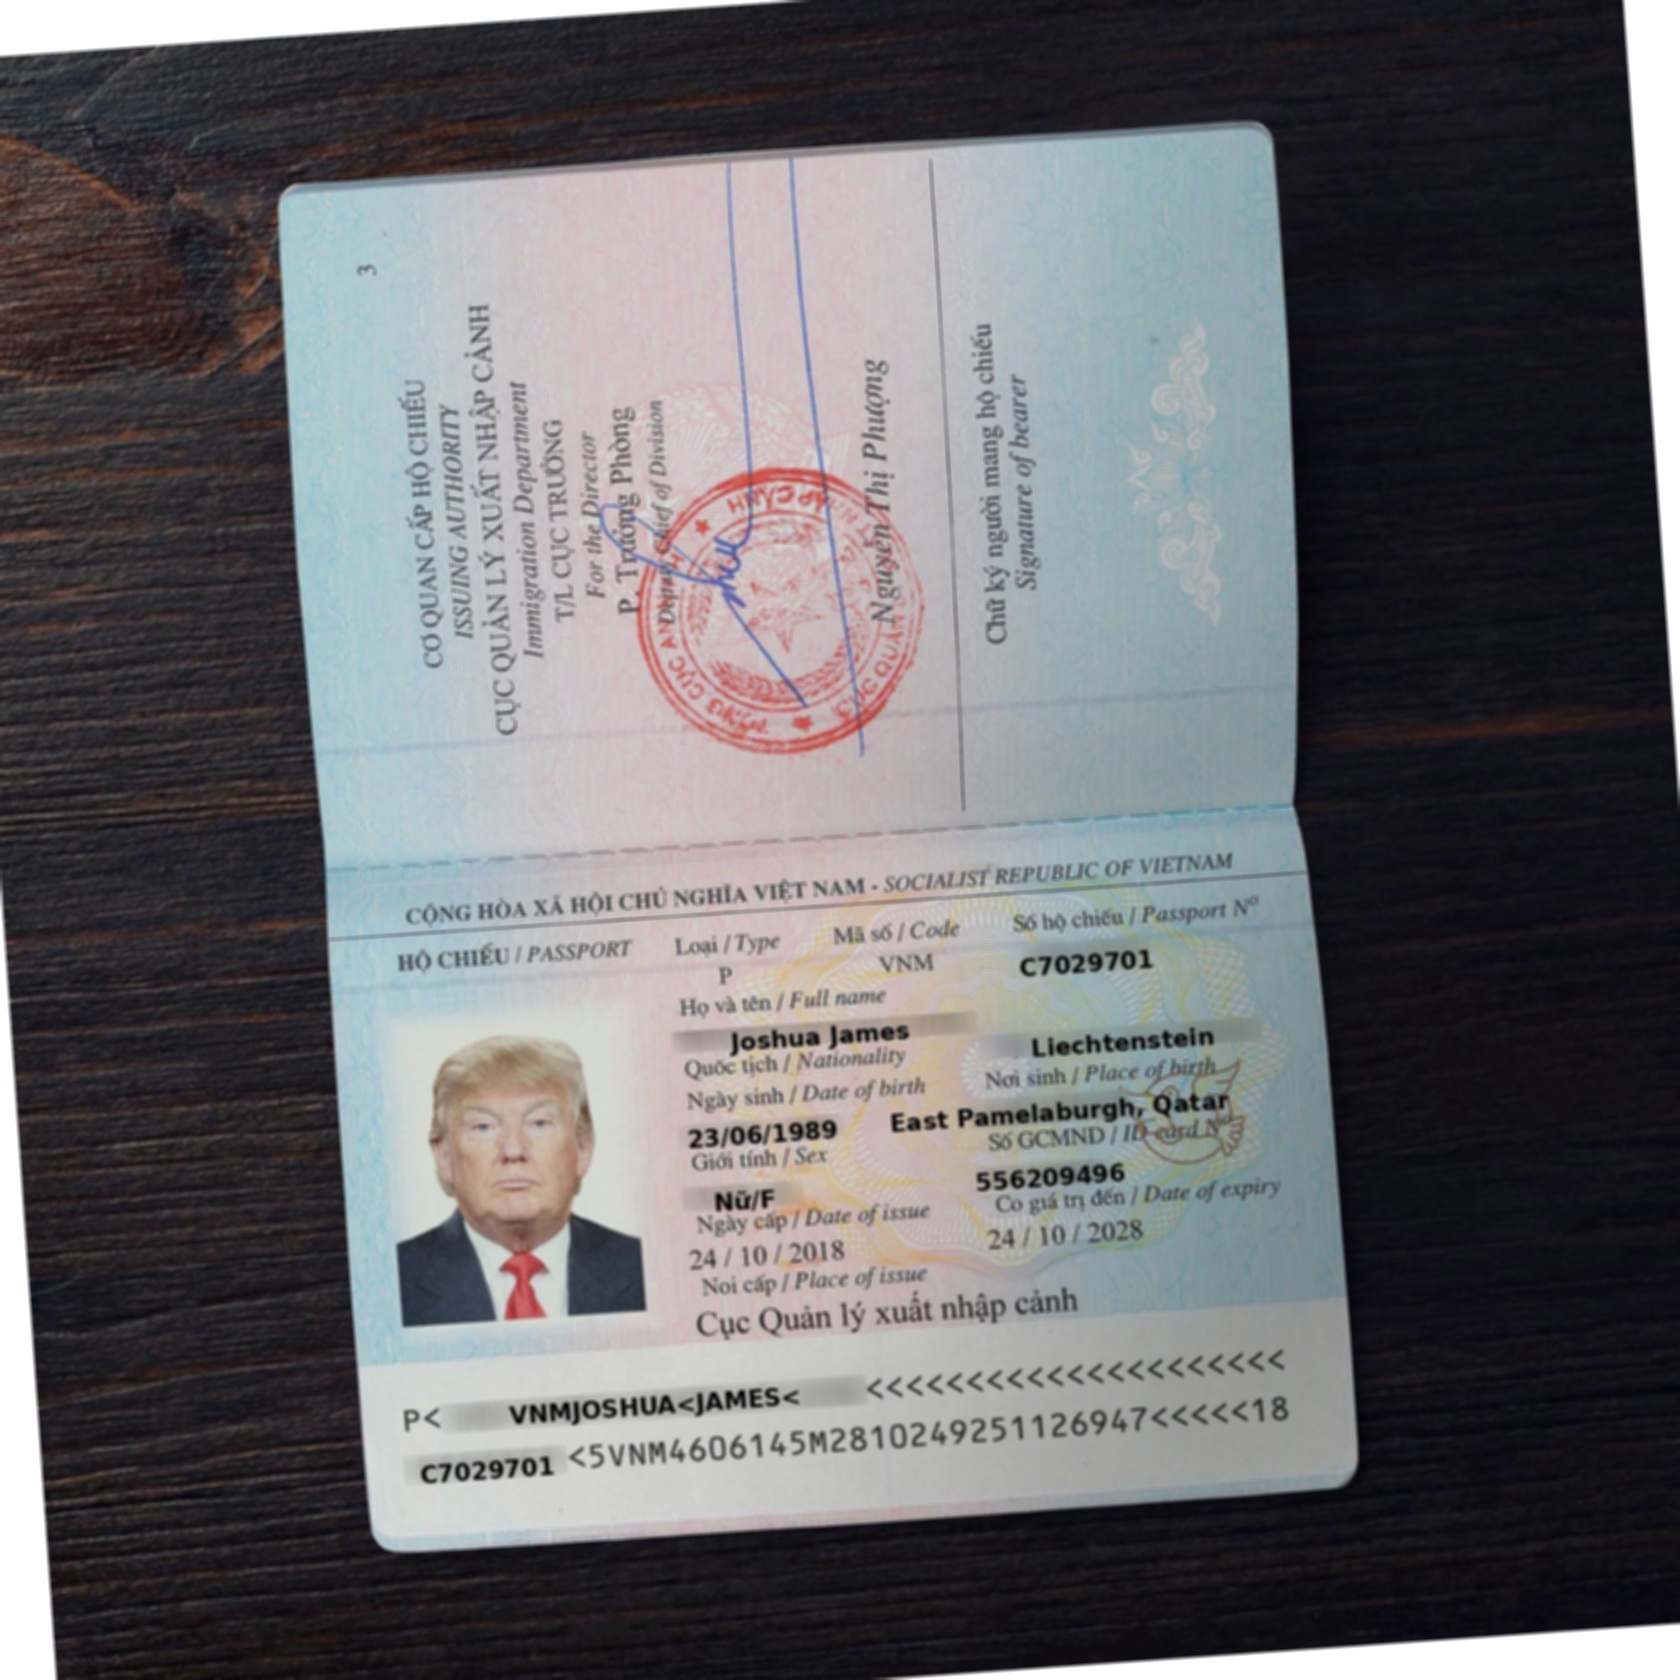 3
CƠ QUAN CẤP HỘ CHIẾU
ISSUING AUTHORITY
CỤC QUẢN LÝ XUẤT NHẬP CẢNH
Immigration Department
T/L CỤC TRƯỞNG
For the Director
P. Trưởng Phòng
Deputy Chief of Division
Nguyễn Thị Phượng
Chữ ký người mang hộ chiếu
Signature of bearer
CỘNG HÒA XÃ HỘI CHỦ NGHĨA VIỆT NAM - SOCIALIST REPUBLIC OF VIETNAM
HỘ CHIẾU / PASSPORT Loại / Type Mã số / Code Số hộ chiếu / Passport Nº
P VNM C7029701
Họ và tên / Full name
Joshua James Liechtenstein
Quốc tịch / Nationality Nơi sinh / Place of birth
Ngày sinh / Date of birth
23/06/1989 East Pamelaburgh, Qatar
Giới tính / Sex Số GCMND / ID card Nº
Nữ/F 556209496
Ngày cấp / Date of issue Có giá trị đến / Date of expiry
24 / 10 / 2018 24 / 10 / 2028
Nơi cấp / Place of issue
Cục Quản lý xuất nhập cảnh
P< VNMJOSHUA<JAMES< <<<<<<<<<<<<<<<<<<<<<
C7029701 <5VNM4606145M2810249251126947<<<<<18